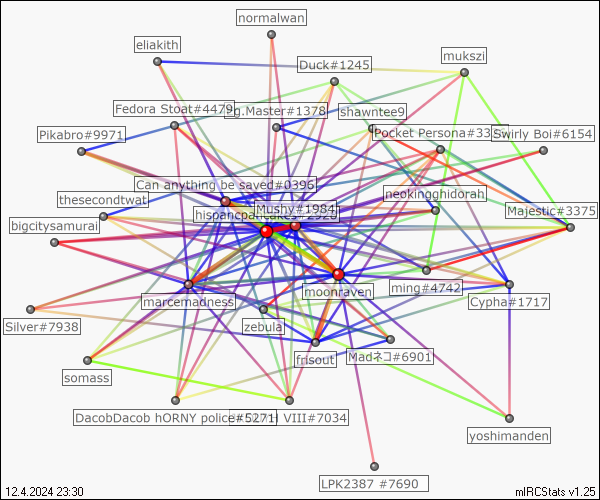 normalwan
eliakith
mukszi
Duck#1245
Fedora Stoat#4479
g.Master#1378
shawntee9
Pikabro#9971
Pocket Persona#33
Swirly Boi#6154
Can anything be saved#0396
neokingghidorah
thesecondtwat
Mushy#1984
Majestic#3375
bigcitysamurai
moonraven
ming#4742
marcemadness
Cypha#1717
Silver#7938
zebula
frisout
Madネコ#6901
somass
DacobDacob hORNY police#5271
VIII#7034
yoshimanden
LPK2387 #7690
12.4.2024 23:30
mIRCStats v1.25